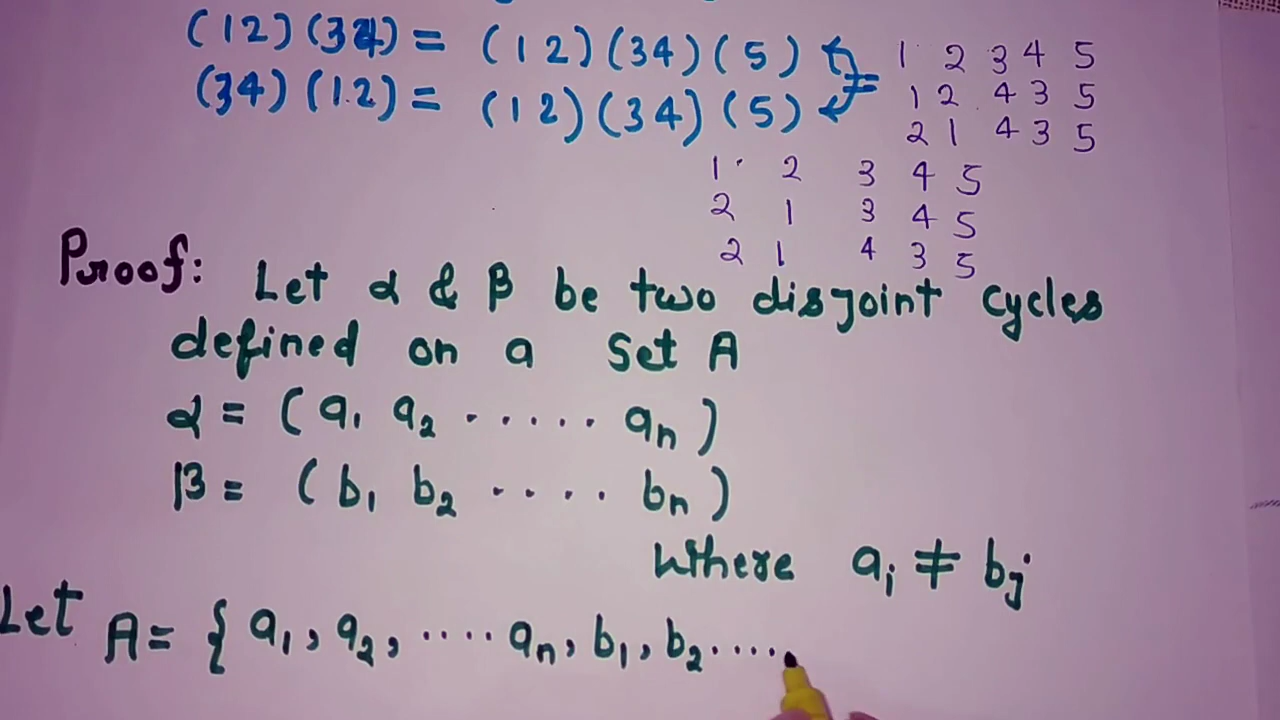 (12)(34) = (12)(34)(5)
(34)(12) = (12)(34)(5)
=
1 2 3 4 5
1 2 4 3 5
2 1 4 3 5
1 2 3 4 5
2 1 3 4 5
2 1 4 3 5
Proof: Let α & β be two disjoint cycles
defined on a set A
α = (a₁ a₂ ...... aₙ)
β = (b₁ b₂ .... bₙ)
where aᵢ ≠ bⱼ
Let A = { a₁, a₂, .... aₙ, b₁, b₂ ....